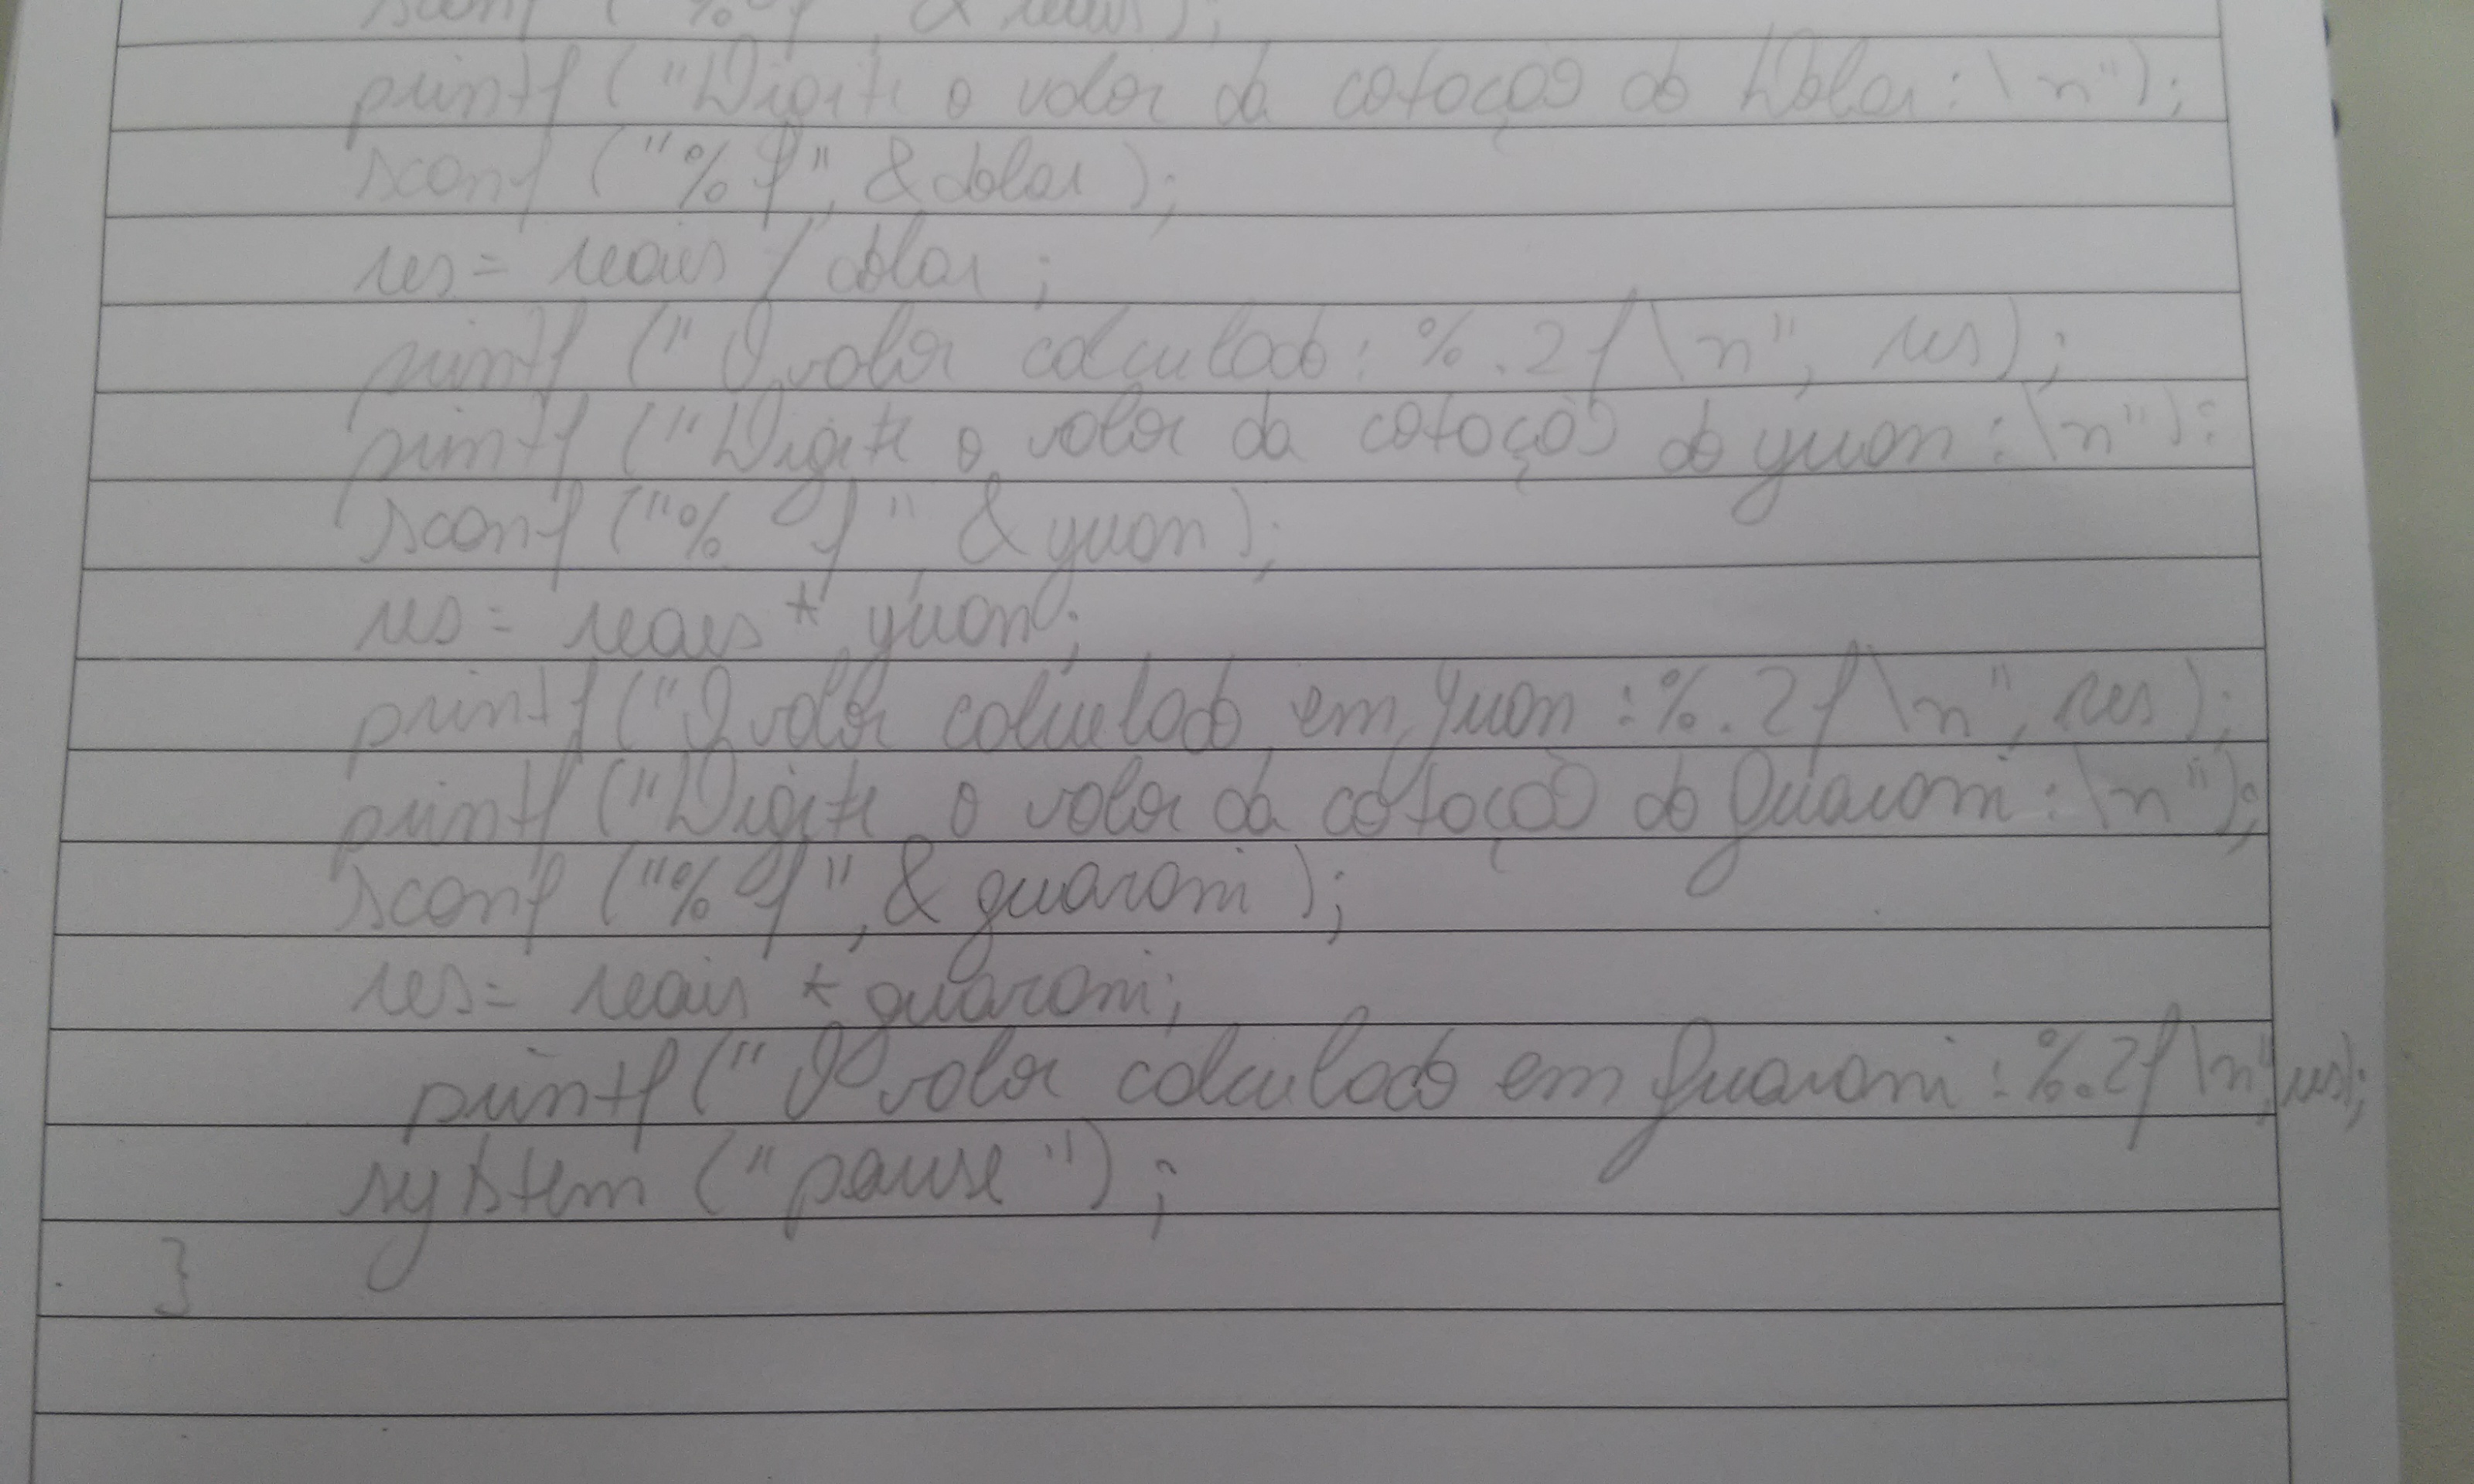 scanf ("%f" & reais);
printf ("Digite o valor da cotação do Dolar: \n");
scanf ("%f", &dolar);
res = reais / dolar;
printf ("O valor calculado: %.2f \n", res);
printf ("Digite o valor da cotação do yuan: \n");
scanf ("%f" &yuan);
res = reais * yuan;
printf ("O valor calculado em Yuan: %.2f \n", res);
printf ("Digite o valor da cotação do Guarani: \n");
scanf ("%f", & guarani);
res = reais * guarani;
printf ("O valor calculado em Guarani: %.2f \n", res);
system ("pause");
}